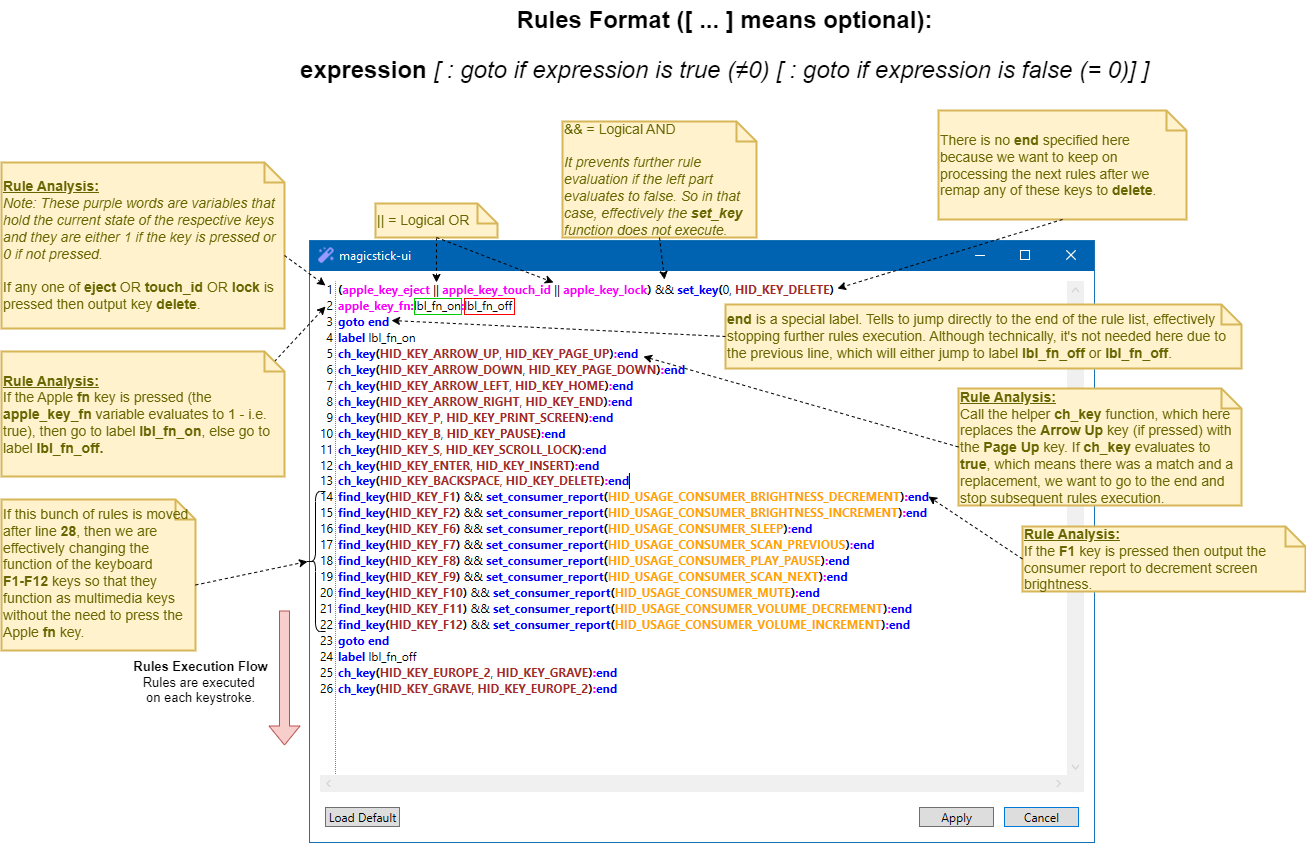 Rules Format ([ ... ] means optional):
expression [ : goto if expression is true (≠0) [ : goto if expression is false (= 0)] ]
&& = Logical AND
It prevents further rule
evaluation if the left part
evaluates to false. So in that
case, effectively the set_key
function does not execute.
There is no end specified here
because we want to keep on
processing the next rules after we
remap any of these keys to delete.
Rule Analysis:
Note: These purple words are variables that
hold the current state of the respective keys
and they are either 1 if the key is pressed or
0 if not pressed.
If any one of eject OR touch_id OR lock is
pressed then output key delete.
|| = Logical OR
magicstick-ui
1 (apple_key_eject || apple_key_touch_id || apple_key_lock) && set_key(0, HID_KEY_DELETE)
2 apple_key_fn:lbl_fn_on:lbl_fn_off
3 goto end
4 label lbl_fn_on
5 ch_key(HID_KEY_ARROW_UP, HID_KEY_PAGE_UP):end
6 ch_key(HID_KEY_ARROW_DOWN, HID_KEY_PAGE_DOWN):end
7 ch_key(HID_KEY_ARROW_LEFT, HID_KEY_HOME):end
8 ch_key(HID_KEY_ARROW_RIGHT, HID_KEY_END):end
9 ch_key(HID_KEY_P, HID_KEY_PRINT_SCREEN):end
10 ch_key(HID_KEY_B, HID_KEY_PAUSE):end
11 ch_key(HID_KEY_S, HID_KEY_SCROLL_LOCK):end
12 ch_key(HID_KEY_ENTER, HID_KEY_INSERT):end
13 ch_key(HID_KEY_BACKSPACE, HID_KEY_DELETE):end
14 find_key(HID_KEY_F1) && set_consumer_report(HID_USAGE_CONSUMER_BRIGHTNESS_DECREMENT):end
15 find_key(HID_KEY_F2) && set_consumer_report(HID_USAGE_CONSUMER_BRIGHTNESS_INCREMENT):end
16 find_key(HID_KEY_F6) && set_consumer_report(HID_USAGE_CONSUMER_SLEEP):end
17 find_key(HID_KEY_F7) && set_consumer_report(HID_USAGE_CONSUMER_SCAN_PREVIOUS):end
18 find_key(HID_KEY_F8) && set_consumer_report(HID_USAGE_CONSUMER_PLAY_PAUSE):end
19 find_key(HID_KEY_F9) && set_consumer_report(HID_USAGE_CONSUMER_SCAN_NEXT):end
20 find_key(HID_KEY_F10) && set_consumer_report(HID_USAGE_CONSUMER_MUTE):end
21 find_key(HID_KEY_F11) && set_consumer_report(HID_USAGE_CONSUMER_VOLUME_DECREMENT):end
22 find_key(HID_KEY_F12) && set_consumer_report(HID_USAGE_CONSUMER_VOLUME_INCREMENT):end
23 goto end
24 label lbl_fn_off
25 ch_key(HID_KEY_EUROPE_2, HID_KEY_GRAVE):end
26 ch_key(HID_KEY_GRAVE, HID_KEY_EUROPE_2):end
end is a special label. Tells to jump directly to the end of the rule list, effectively
stopping further rules execution. Although technically, it's not needed here due to
the previous line, which will either jump to label lbl_fn_off or lbl_fn_off.
Rule Analysis:
If the Apple fn key is pressed (the
apple_key_fn variable evaluates to 1 - i.e.
true), then go to label lbl_fn_on, else go to
label lbl_fn_off.
Rule Analysis:
Call the helper ch_key function, which here
replaces the Arrow Up key (if pressed) with
the Page Up key. If ch_key evaluates to
true, which means there was a match and a
replacement, we want to go to the end and
stop subsequent rules execution.
If this bunch of rules is moved
after line 28, then we are
effectively changing the
function of the keyboard
F1-F12 keys so that they
function as multimedia keys
without the need to press the
Apple fn key.
Rule Analysis:
If the F1 key is pressed then output the
consumer report to decrement screen
brightness.
Rules Execution Flow
Rules are executed
on each keystroke.
Load Default
Apply
Cancel